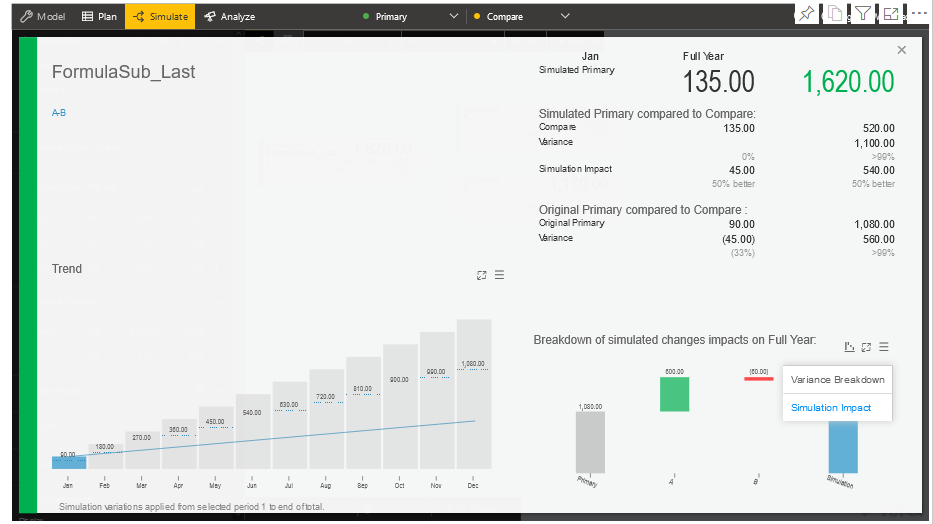 Model Plan Simulate Analyze Primary Compare
FormulaSub_Last
A-B
Jan Full Year
Simulated Primary 135.00 1,620.00
Simulated Primary compared to Compare:
Compare 135.00 520.00
Variance 1,100.00
0% >99%
Simulation Impact 45.00 540.00
50% better 50% better
Original Primary compared to Compare :
Original Primary 90.00 1,080.00
Variance (45.00) 560.00
(33%) >99%
Trend
90.00 180.00 270.00 360.00 450.00 540.00 630.00 720.00 810.00 900.00 990.00 1,080.00
Jan Feb Mar Apr May Jun Jul Aug Sep Oct Nov Dec
Simulation variations applied from selected period 1 to end of total.
Breakdown of simulated changes impacts on Full Year:
Variance Breakdown
Simulation Impact
1,080.00 600.00 (60.00)
Primary A B Simulation